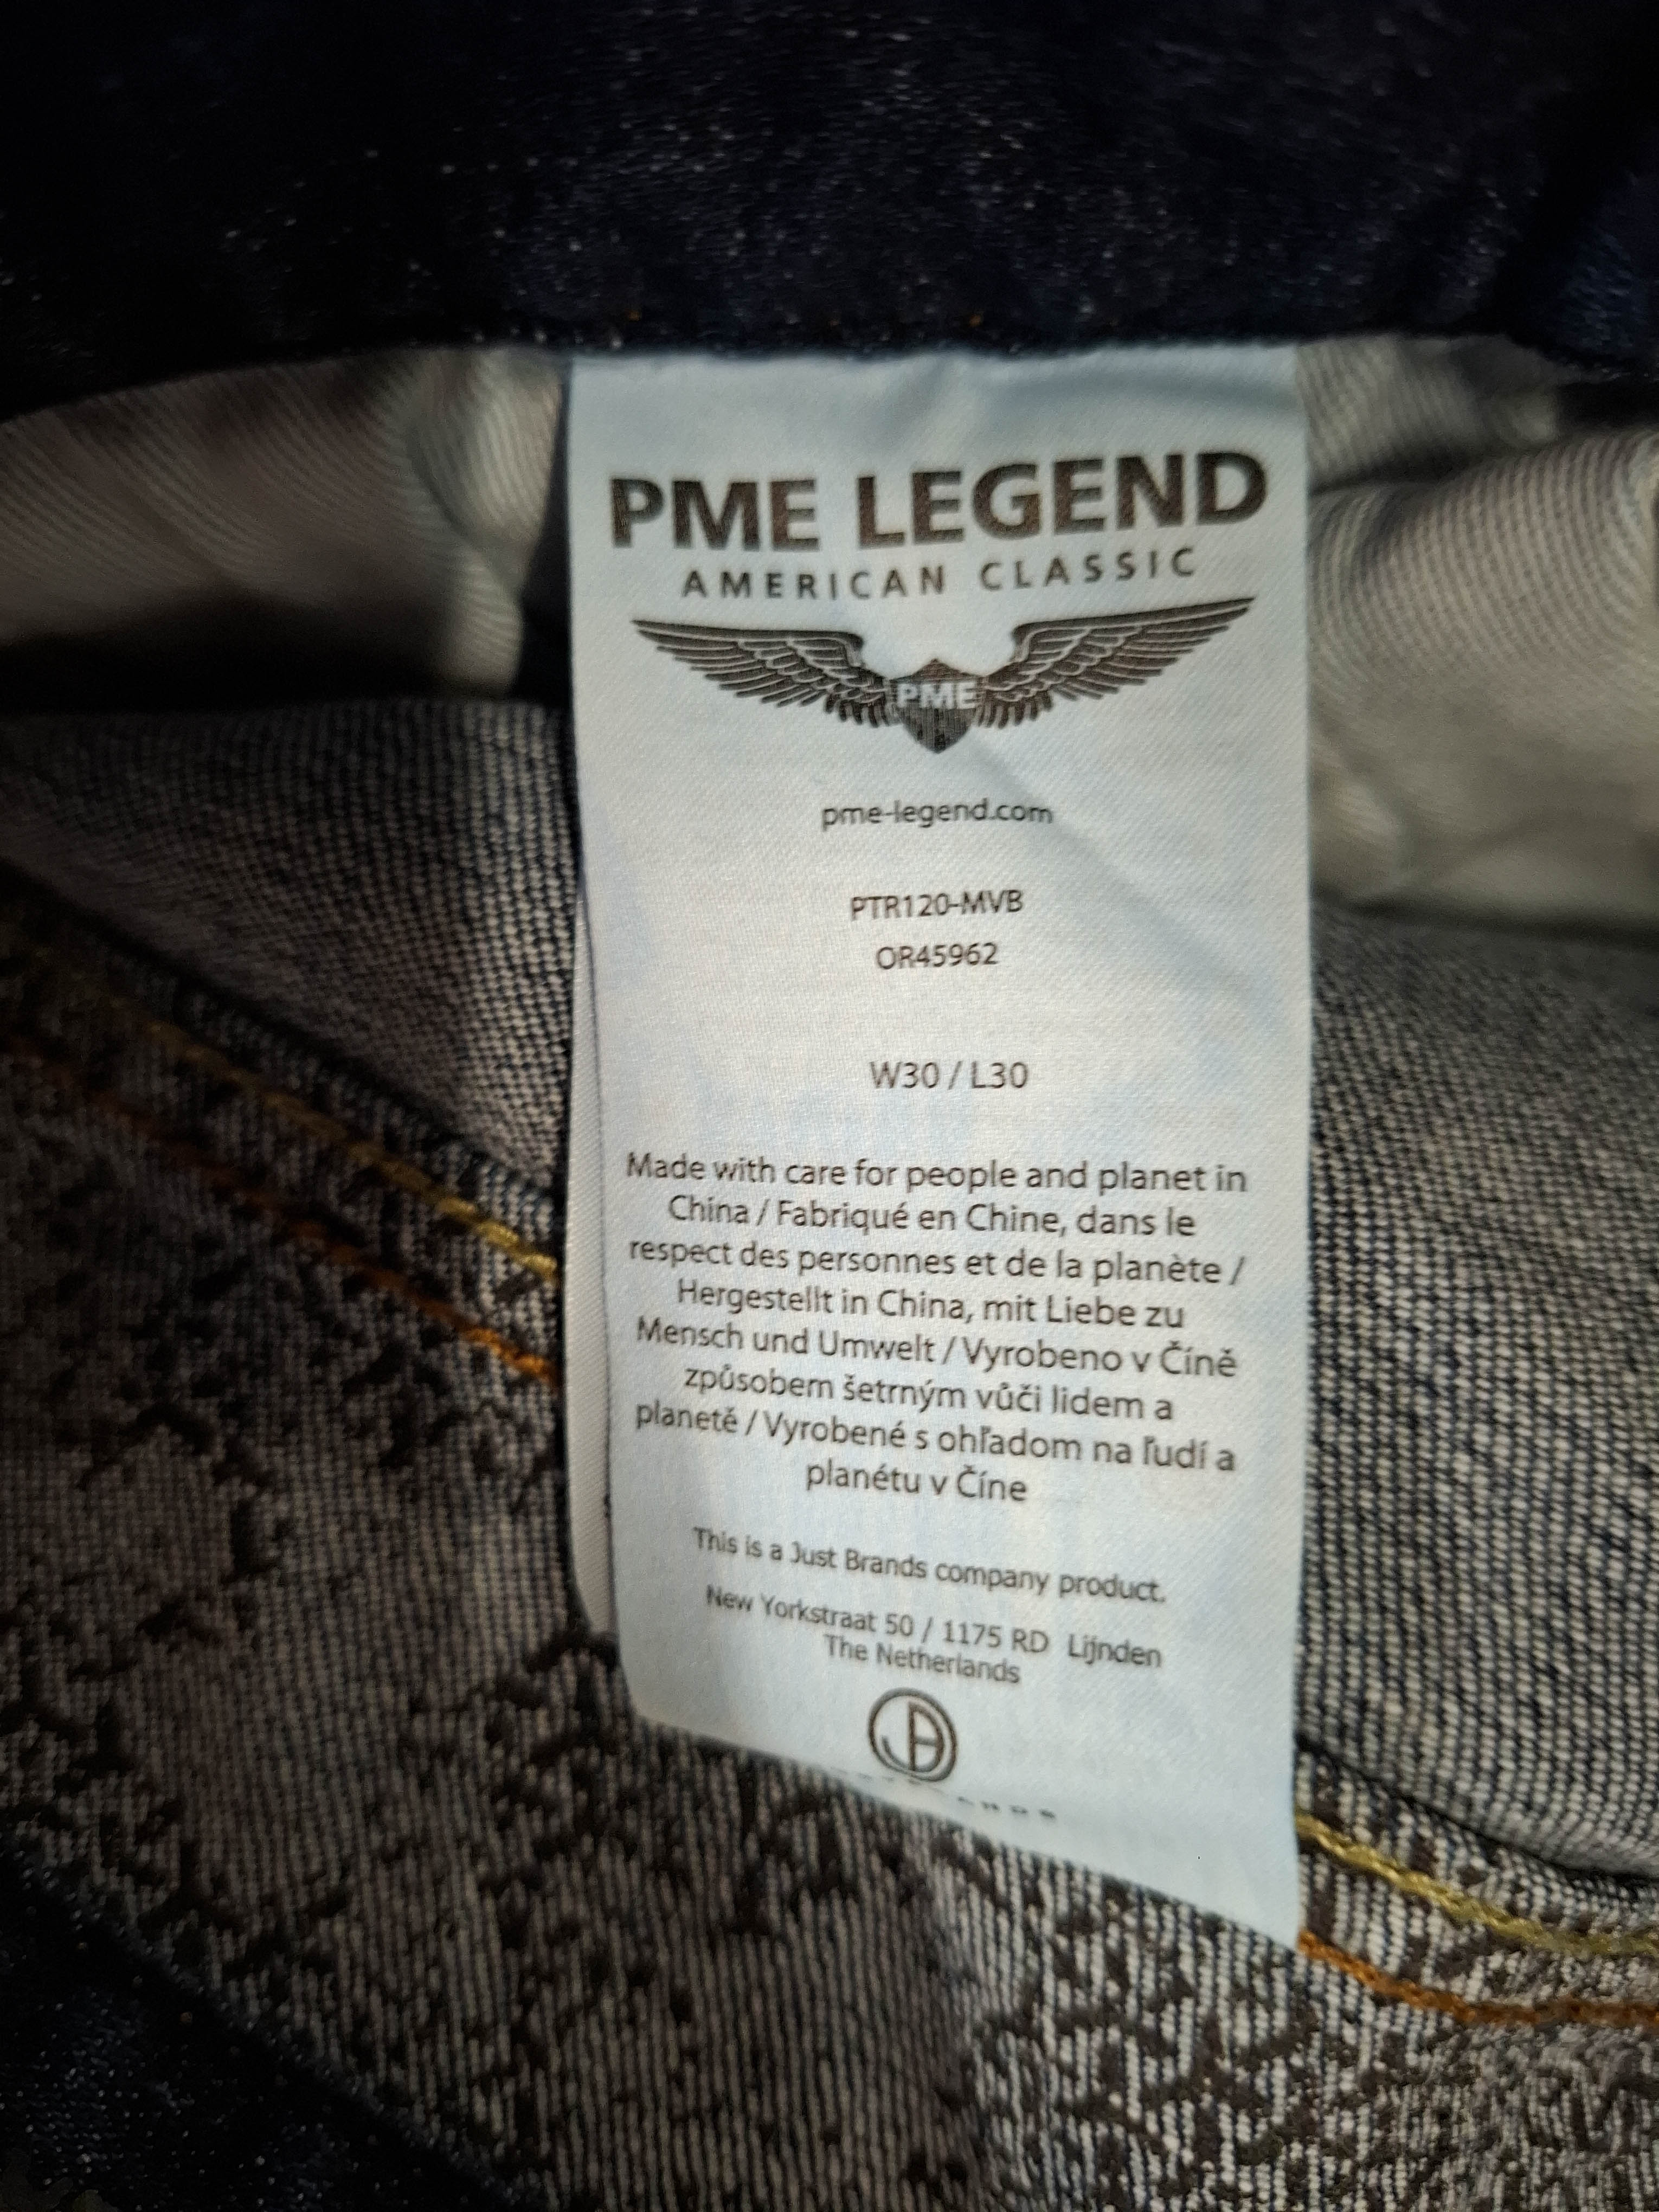 PME LEGEND
AMERICAN CLASSIC
PME
pme-legend.com
PTR120-MVB
OR45962
W30 / L30
Made with care for people and planet in
China / Fabriqué en Chine, dans le
respect des personnes et de la planète /
Hergestellt in China, mit Liebe zu
Mensch und Umwelt / Vyrobeno v Číně
způsobem šetrným vůči lidem a
planetě / Vyrobené s ohľadom na ľudí a
planétu v Číne
This is a Just Brands company product.
New Yorkstraat 50 / 1175 RD Lijnden
The Netherlands